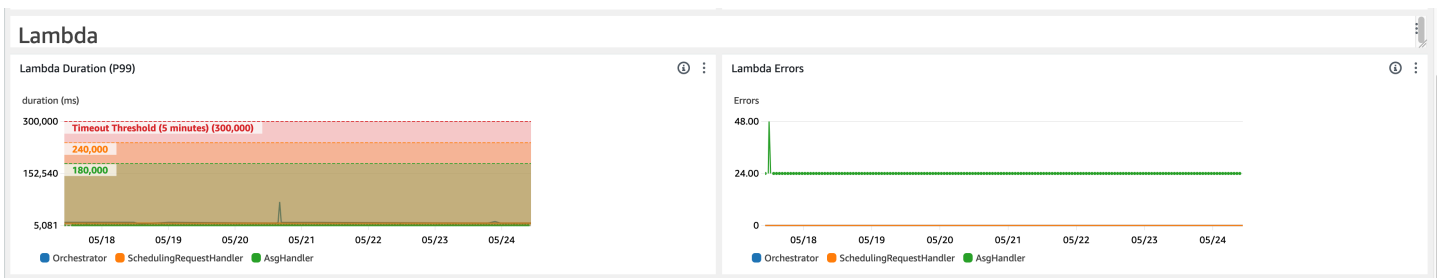 Lambda
Lambda Duration (P99)
duration (ms)
300,000
Timeout Threshold (5 minutes) (300,000)
240,000
180,000
152,540
5,081
05/18 05/19 05/20 05/21 05/22 05/23 05/24
Orchestrator SchedulingRequestHandler AsgHandler
Lambda Errors
Errors
48.00
24.00
0
05/18 05/19 05/20 05/21 05/22 05/23 05/24
Orchestrator SchedulingRequestHandler AsgHandler